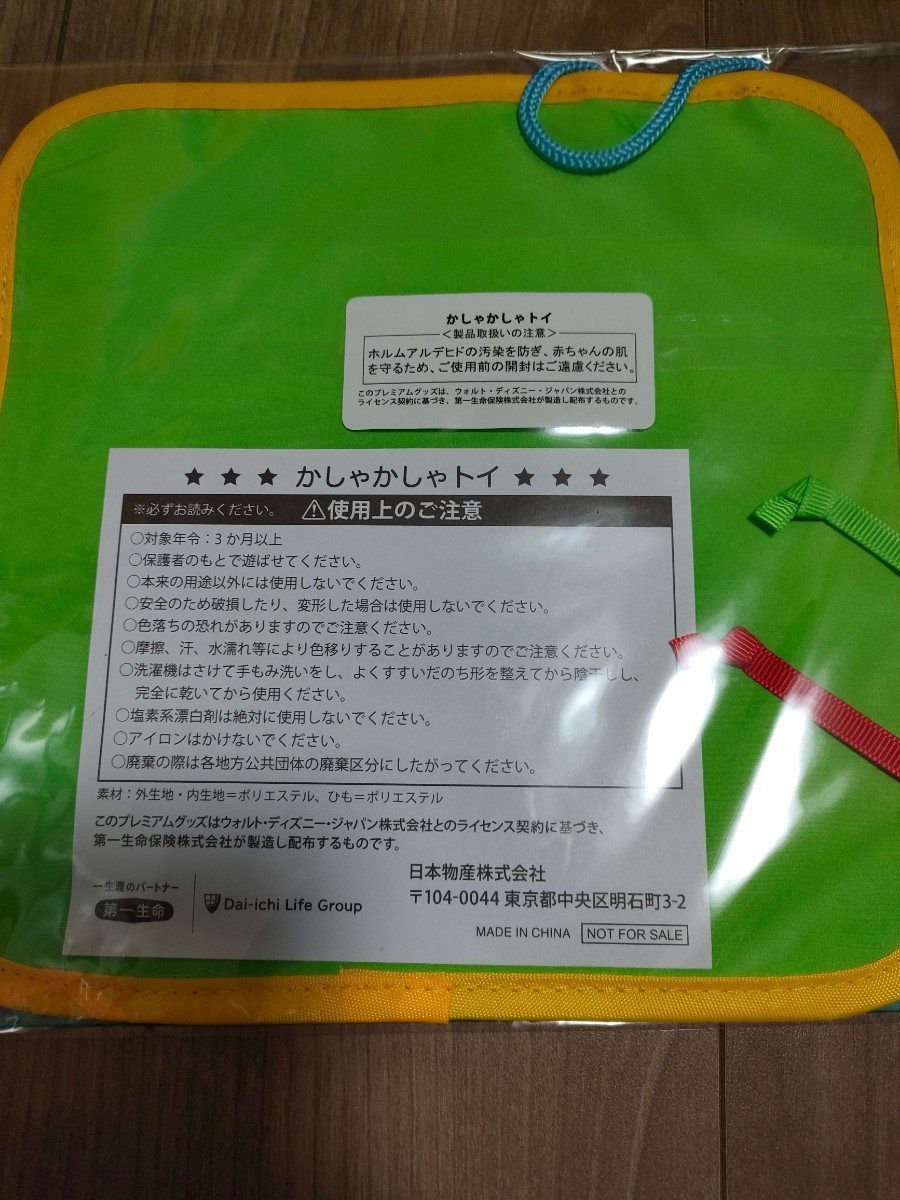 かしゃかしゃトイ
<製品取扱いの注意>
ホルムアルデヒドの汚染を防ぎ、赤ちゃんの肌
を守るため、ご使用前の開封はご遠慮ください。
このプレミアムグッズは、ウォルト・ディズニー・ジャパン株式会社との
ライセンス契約に基づき、第一生命保険株式会社が製造し配布するものです。
★ ★ ★ かしゃかしゃトイ ★ ★ ★
※必ずお読みください。 ⚠使用上のご注意
○対象年令：3か月以上
○保護者のもとで遊ばせてください。
○本来の用途以外には使用しないでください。
○安全のため破損したり、変形した場合は使用しないでください。
○色落ちの恐れがありますのでご注意ください。
○摩擦、汗、水濡れ等により色移りすることがありますのでご注意ください。
○洗濯機はさけて手もみ洗いをし、よくすすいだのち形を整えてから陰干しし、
完全に乾いてから使用ください。
○塩素系漂白剤は絶対に使用しないでください。
○アイロンはかけないでください。
○廃棄の際は各地方公共団体の廃棄区分にしたがってください。
素材：外生地・内生地＝ポリエステル、ひも＝ポリエステル
このプレミアムグッズはウォルト・ディズニー・ジャパン株式会社とのライセンス契約に基づき、
第一生命保険株式会社が製造し配布するものです。
一生涯のパートナー
第一生命
Dai-ichi Life Group
日本物産株式会社
〒104-0044 東京都中央区明石町3-2
MADE IN CHINA NOT FOR SALE